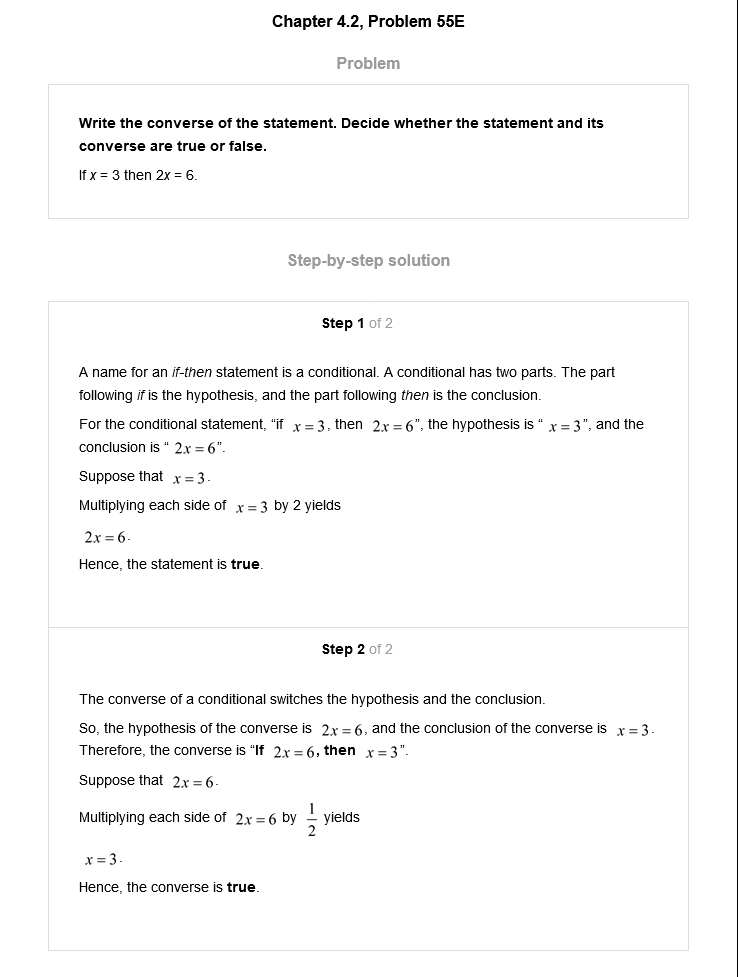 Chapter 4.2, Problem 55E
Problem
Write the converse of the statement. Decide whether the statement and its
converse are true or false.
If x = 3 then 2x = 6.
Step-by-step solution
Step 1 of 2
A name for an if-then statement is a conditional. A conditional has two parts. The part
following if is the hypothesis, and the part following then is the conclusion.
For the conditional statement, “if x = 3, then 2x = 6”, the hypothesis is “ x = 3”, and the
conclusion is “ 2x = 6”.
Suppose that x = 3.
Multiplying each side of x = 3 by 2 yields
2x = 6.
Hence, the statement is true.
Step 2 of 2
The converse of a conditional switches the hypothesis and the conclusion.
So, the hypothesis of the converse is 2x = 6, and the conclusion of the converse is x = 3.
Therefore, the converse is “If 2x = 6, then x = 3”.
Suppose that 2x = 6.
Multiplying each side of 2x = 6 by 1/2 yields
x = 3.
Hence, the converse is true.